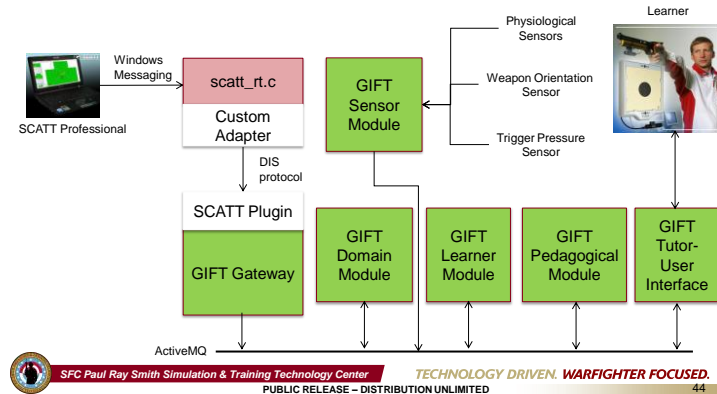 Learner
Physiological
Sensors
Windows
Messaging
scatt_rt.c
GIFT
Sensor
Module
Weapon Orientation
Sensor
SCATT Professional
Custom
Adapter
Trigger Pressure
Sensor
DIS
protocol
SCATT Plugin
GIFT Gateway
GIFT
Domain
Module
GIFT
Learner
Module
GIFT
Pedagogical
Module
GIFT
Tutor-
User
Interface
ActiveMQ
SFC Paul Ray Smith Simulation & Training Technology Center
TECHNOLOGY DRIVEN. WARFIGHTER FOCUSED.
PUBLIC RELEASE – DISTRIBUTION UNLIMITED
44